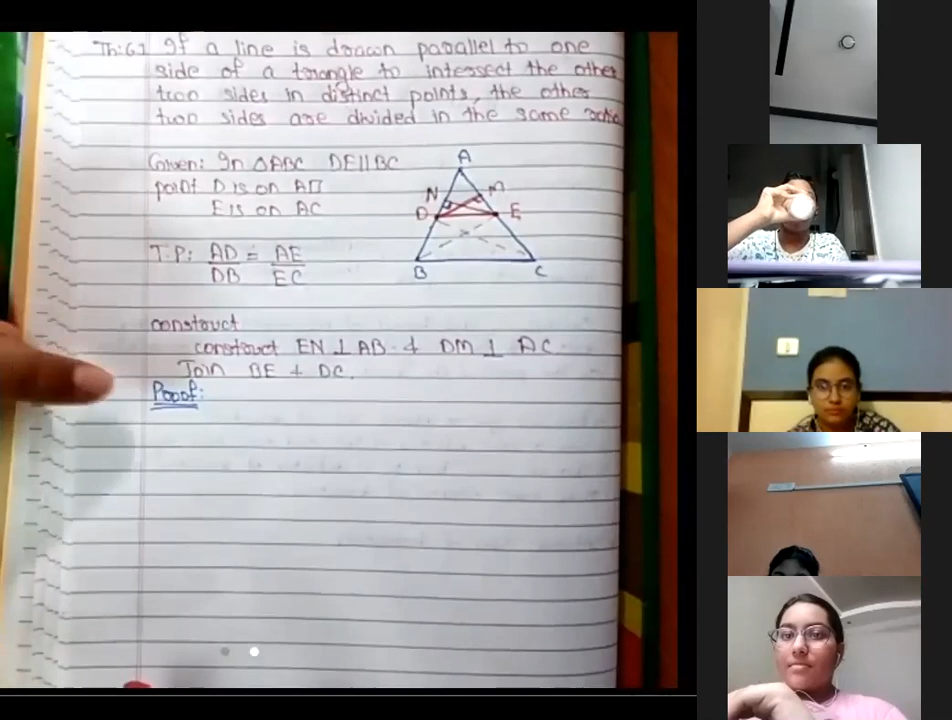 Th:6.1 If a line is drawn parallel to one
side of a triangle to intersect the other
two sides in distinct points, the other
two sides are divided in the same ratio
Given: In △ABC DE||BC
point D is on AB
E is on AC
T.P: AD/DB = AE/EC
construct
construct EN ⊥ AB & DM ⊥ AC
Join BE & DC.
Proof:
A
N
M
D
E
B
C